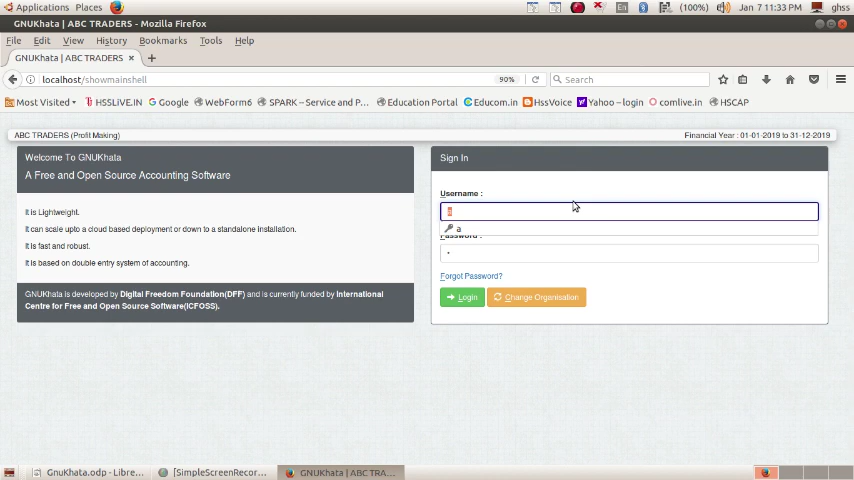 Applications Places En (100%) Jan 7 11:33 PM ghss
GNUKhata | ABC TRADERS - Mozilla Firefox
File Edit View History Bookmarks Tools Help
GNUKhata | ABC TRADERS
localhost/showmainshell 90% Search
Most Visited HSSLiVE.IN Google WebForm6 SPARK – Service and P... Education Portal Educom.in HssVoice Yahoo – login comlive.in HSCAP
ABC TRADERS (Profit Making) Financial Year : 01-01-2019 to 31-12-2019
Welcome To GNUKhata
A Free and Open Source Accounting Software
It is Lightweight.
It can scale upto a cloud based deployment or down to a standalone installation.
It is fast and robust.
It is based on double entry system of accounting.
GNUKhata is developed by Digital Freedom Foundation(DFF) and is currently funded by International
Centre for Free and Open Source Software(ICFOSS).
Sign In
Username :
a
a
Password :
Forgot Password?
Login Change Organisation
GnuKhata.odp - Libre... [SimpleScreenRecor... GNUKhata | ABC TRA...